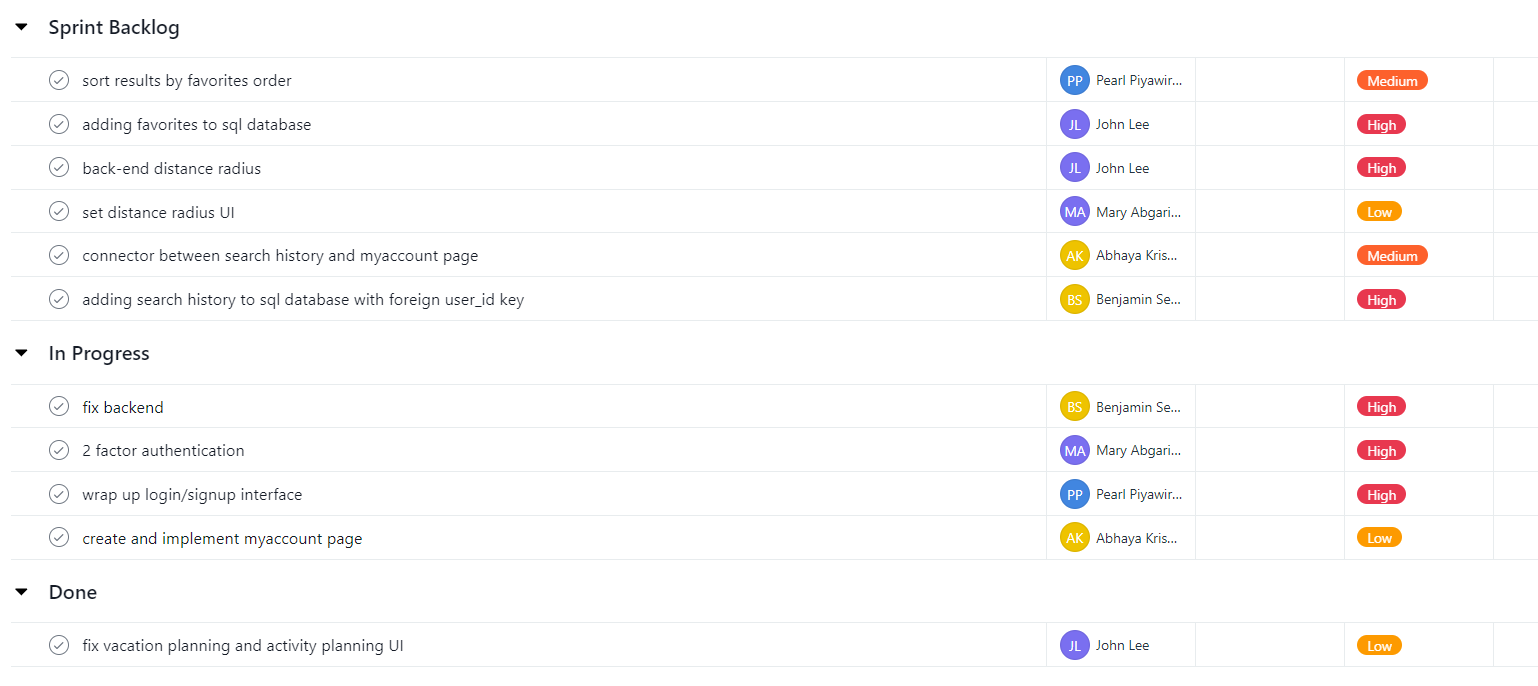 Sprint Backlog
sort results by favorites order PP Pearl Piyawir... Medium
adding favorites to sql database JL John Lee High
back-end distance radius JL John Lee High
set distance radius UI MA Mary Abgari... Low
connector between search history and myaccount page AK Abhaya Kris... Medium
adding search history to sql database with foreign user_id key BS Benjamin Se... High
In Progress
fix backend BS Benjamin Se... High
2 factor authentication MA Mary Abgari... High
wrap up login/signup interface PP Pearl Piyawir... High
create and implement myaccount page AK Abhaya Kris... Low
Done
fix vacation planning and activity planning UI JL John Lee Low